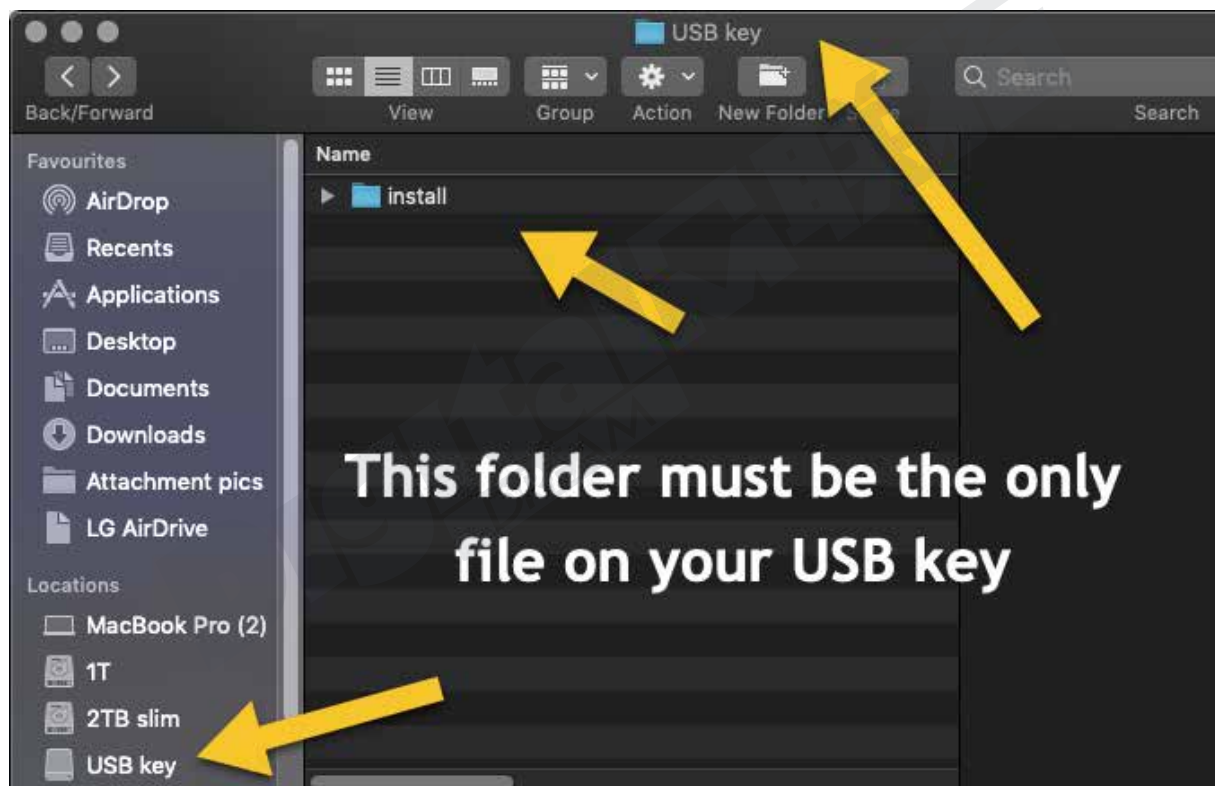 USB key
Search
Back/Forward
View
Group
Action
New Folder
Search
Favourites
AirDrop
Recents
Applications
Desktop
Documents
Downloads
Attachment pics
LG AirDrive
Locations
MacBook Pro (2)
1T
2TB slim
USB key
Name
install
This folder must be the only
file on your USB key